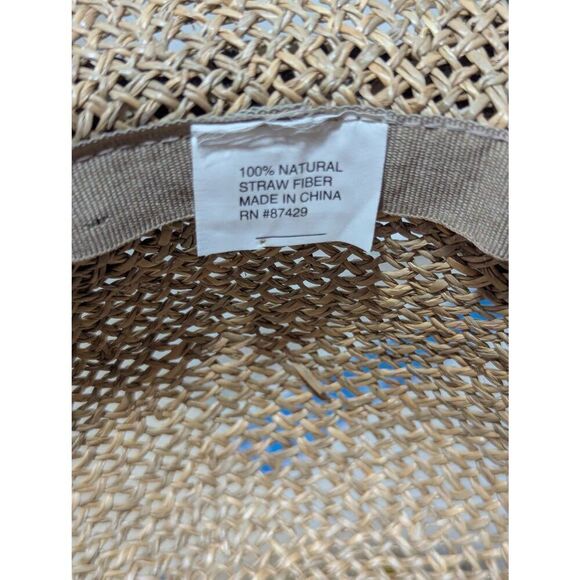 100% NATURAL
STRAW FIBER
MADE IN CHINA
RN #87429